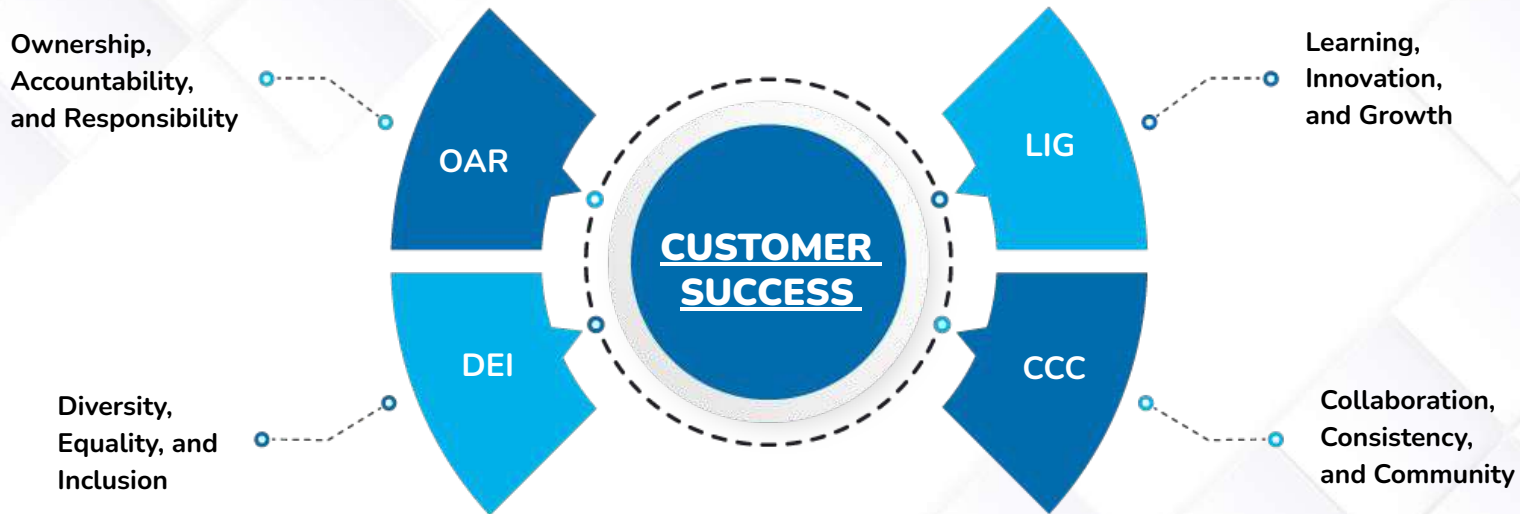 Ownership,
Accountability,
and Responsibility
OAR
LIG
Learning,
Innovation,
and Growth
CUSTOMER
SUCCESS
DEI
CCC
Diversity,
Equality, and
Inclusion
Collaboration,
Consistency,
and Community